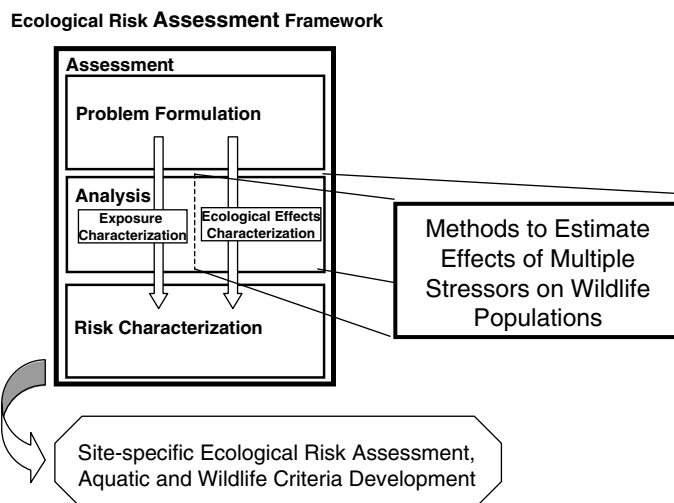 Ecological Risk Assessment Framework
Assessment
Problem Formulation
Analysis
Exposure
Characterization
Ecological Effects
Characterization
Risk Characterization
Methods to Estimate
Effects of Multiple
Stressors on Wildlife
Populations
Site-specific Ecological Risk Assessment,
Aquatic and Wildlife Criteria Development